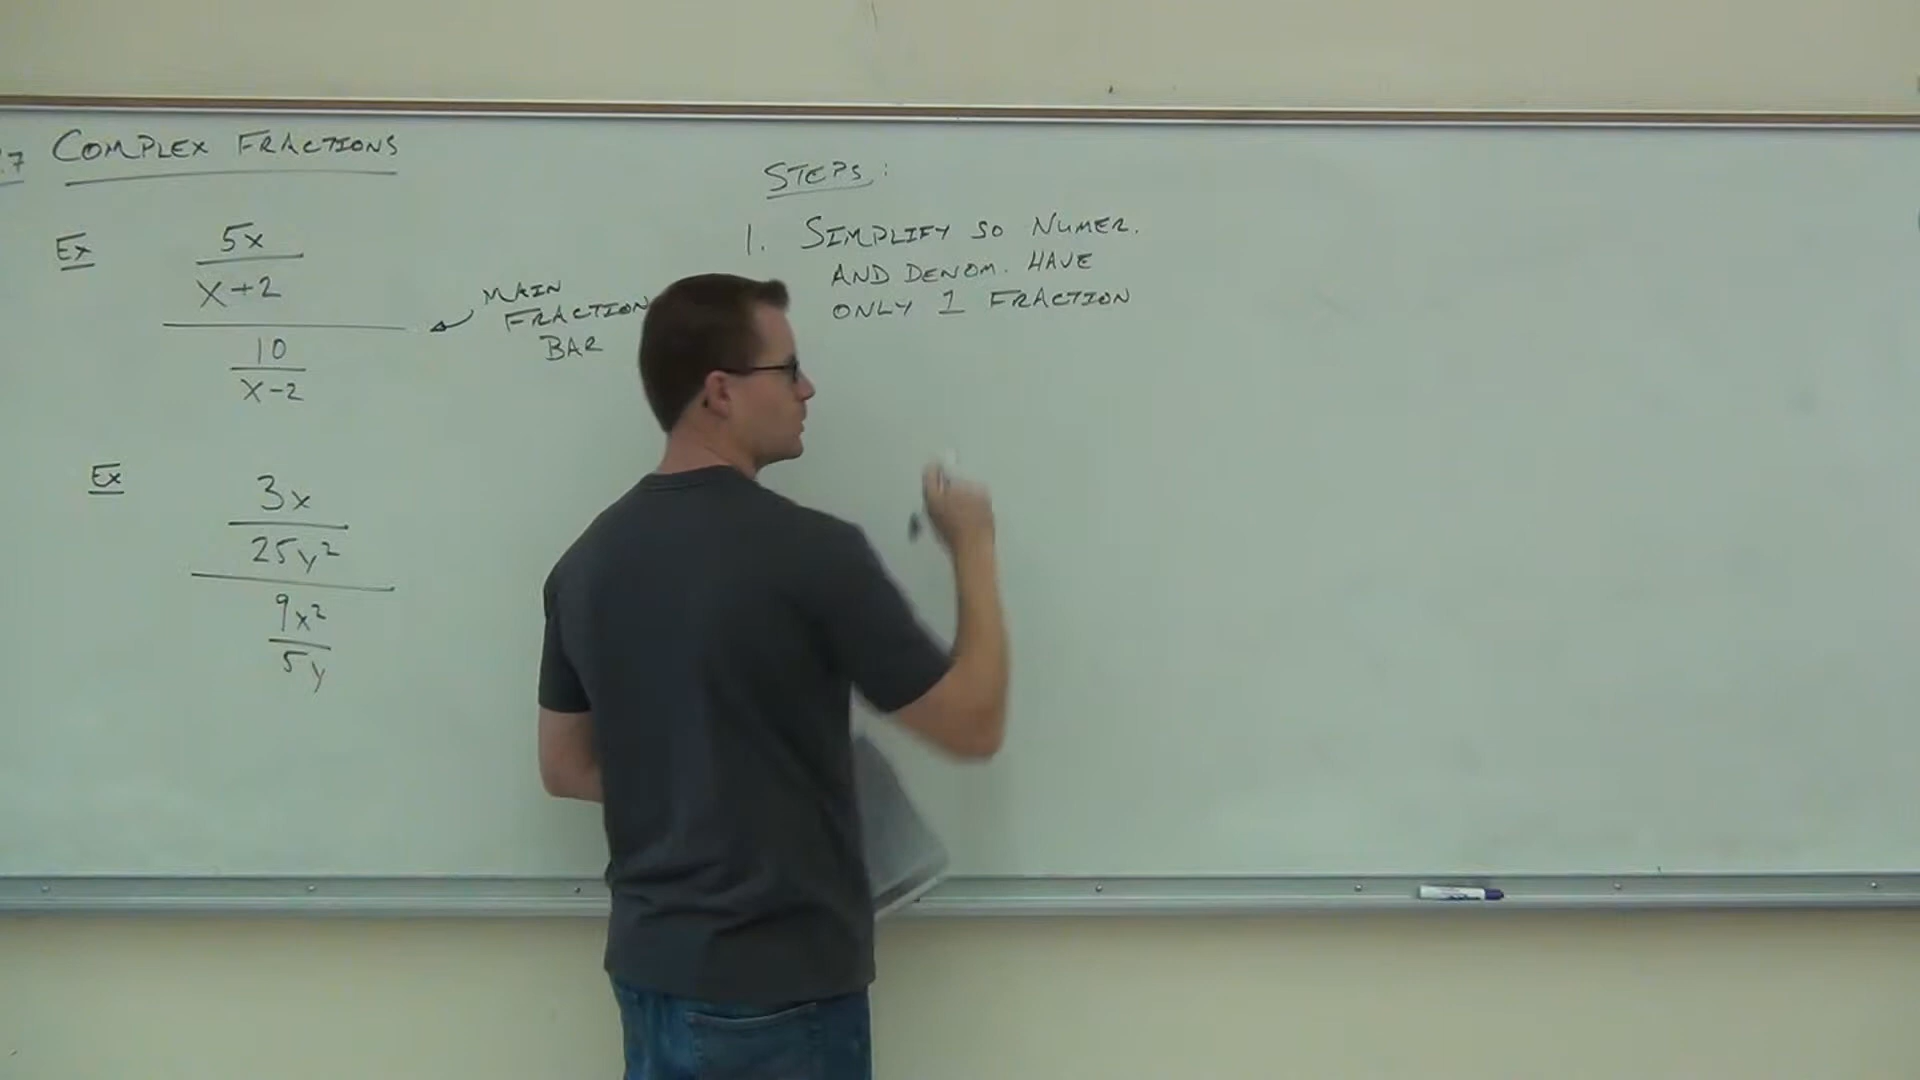 .7 COMPLEX FRACTIONS
Ex
5x
x+2
10
x-2
MAIN
FRACTION
BAR
Ex
3x
25y²
9x²
5y
STEPS:
1. SIMPLIFY SO NUMER.
AND DENOM. HAVE
ONLY 1 FRACTION